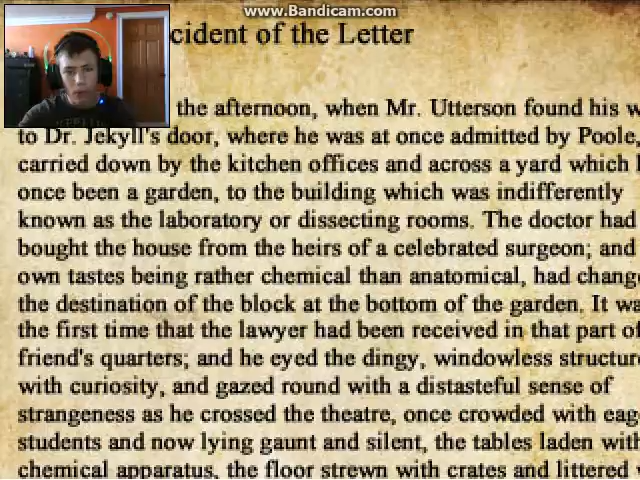 www.Bandicam.com
cident of the Letter
the afternoon, when Mr. Utterson found his w
to Dr. Jekyll's door, where he was at once admitted by Poole,
carried down by the kitchen offices and across a yard which h
once been a garden, to the building which was indifferently
known as the laboratory or dissecting rooms. The doctor had
bought the house from the heirs of a celebrated surgeon; and
own tastes being rather chemical than anatomical, had change
the destination of the block at the bottom of the garden. It wa
the first time that the lawyer had been received in that part of
friend's quarters; and he eyed the dingy, windowless structure
with curiosity, and gazed round with a distasteful sense of
strangeness as he crossed the theatre, once crowded with eag
students and now lying gaunt and silent, the tables laden with
chemical apparatus, the floor strewn with crates and littered